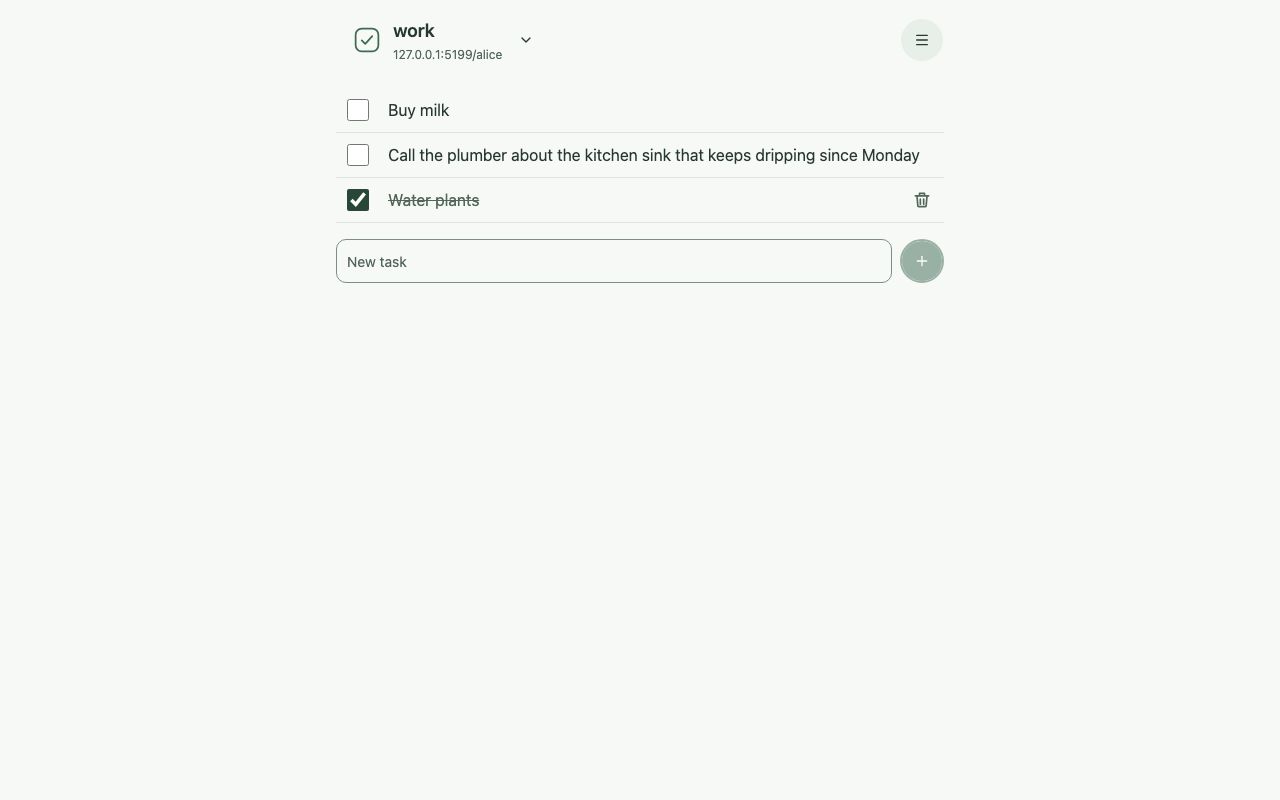 work
127.0.0.1:5199/alice
Buy milk
Call the plumber about the kitchen sink that keeps dripping since Monday
Water plants
New task